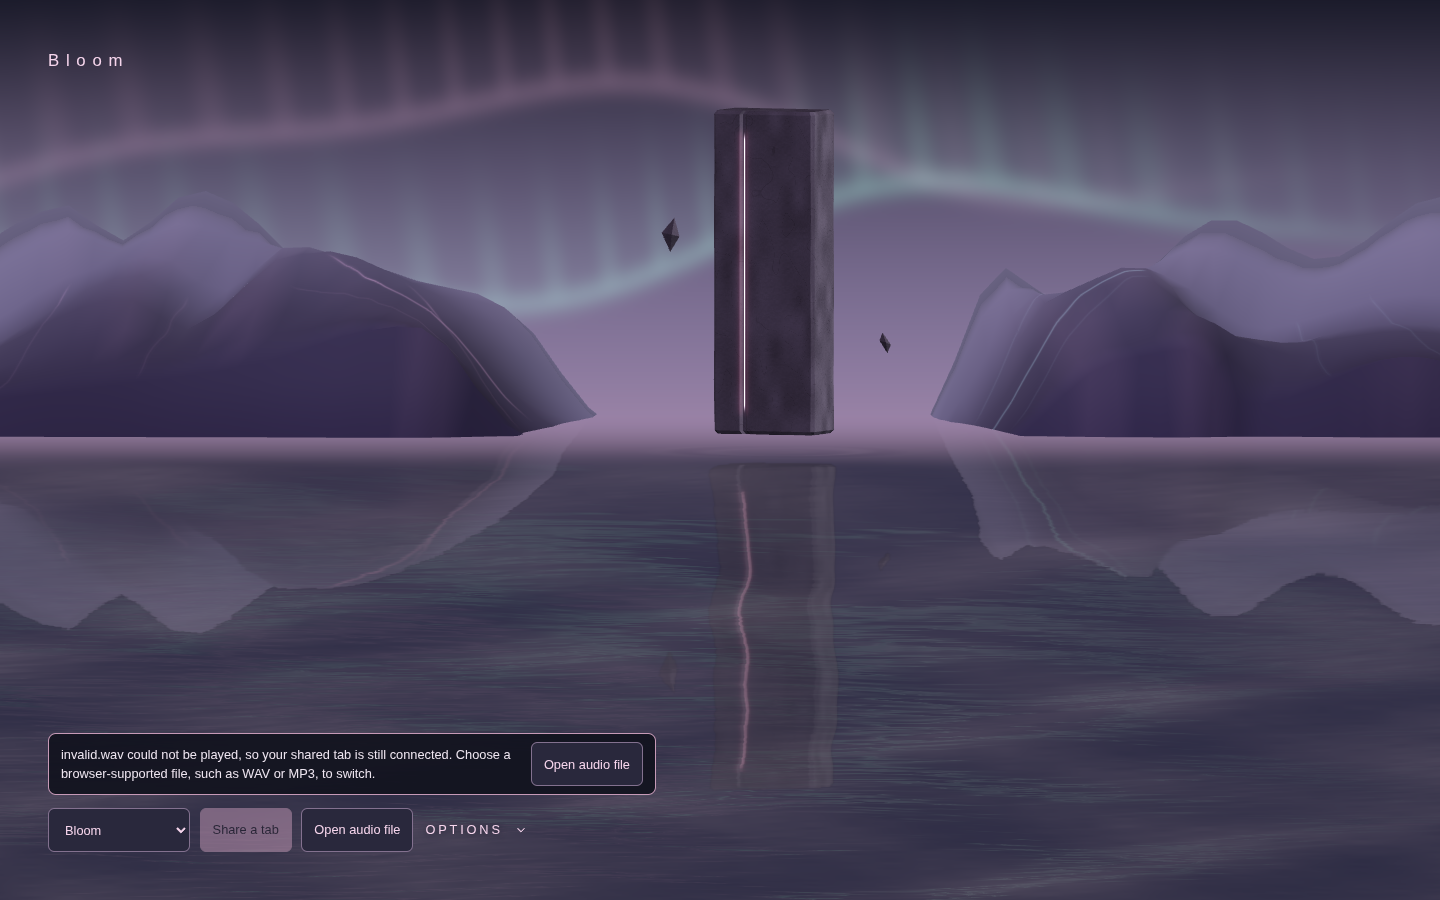 Bloom
invalid.wav could not be played, so your shared tab is still connected. Choose a
browser-supported file, such as WAV or MP3, to switch.
Open audio file
Bloom
Share a tab
Open audio file
OPTIONS